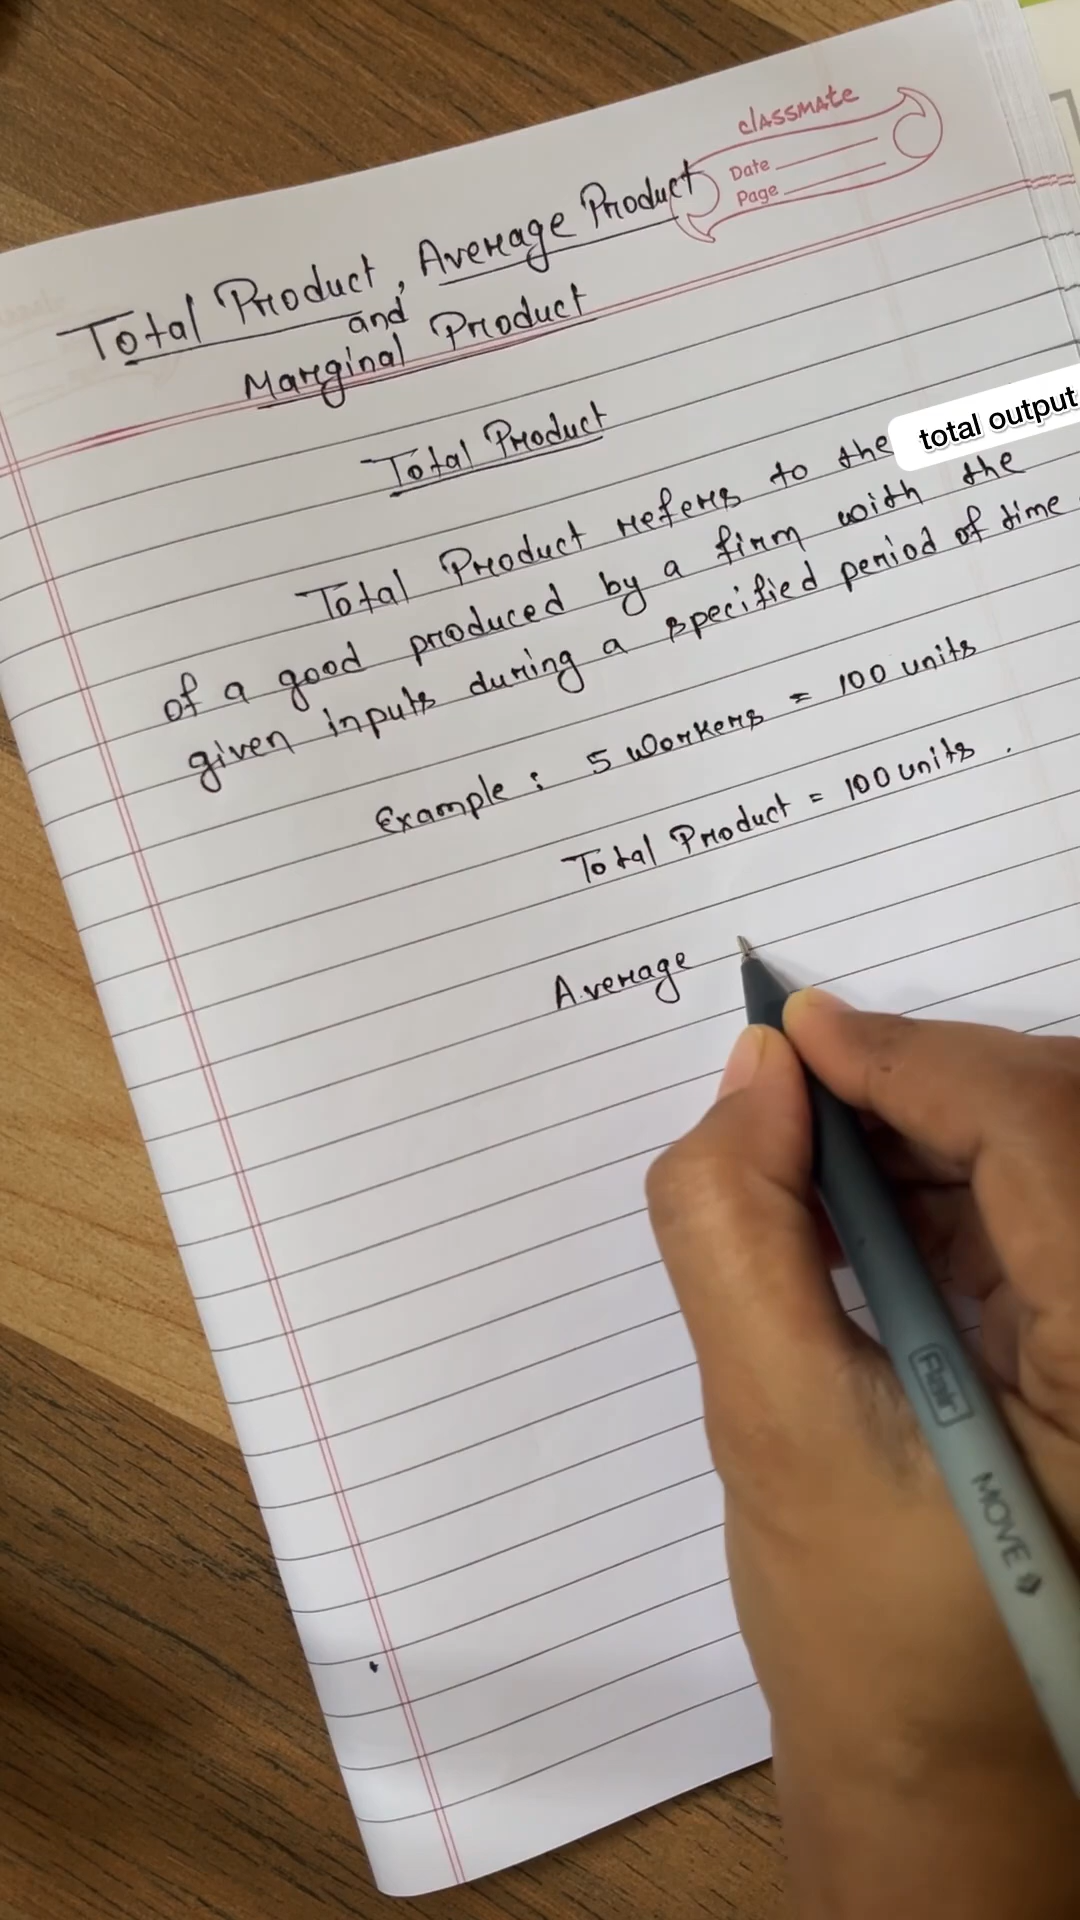 classmate
Date
Page
Total Product, Average Product
and
Marginal Product
Total Product
Total Product refers to the total output
of a good produced by a firm with the
given inputs during a specified period of time.
Example : 5 workers = 100 units
Total Product = 100 units.
Average
Flair
MOVE